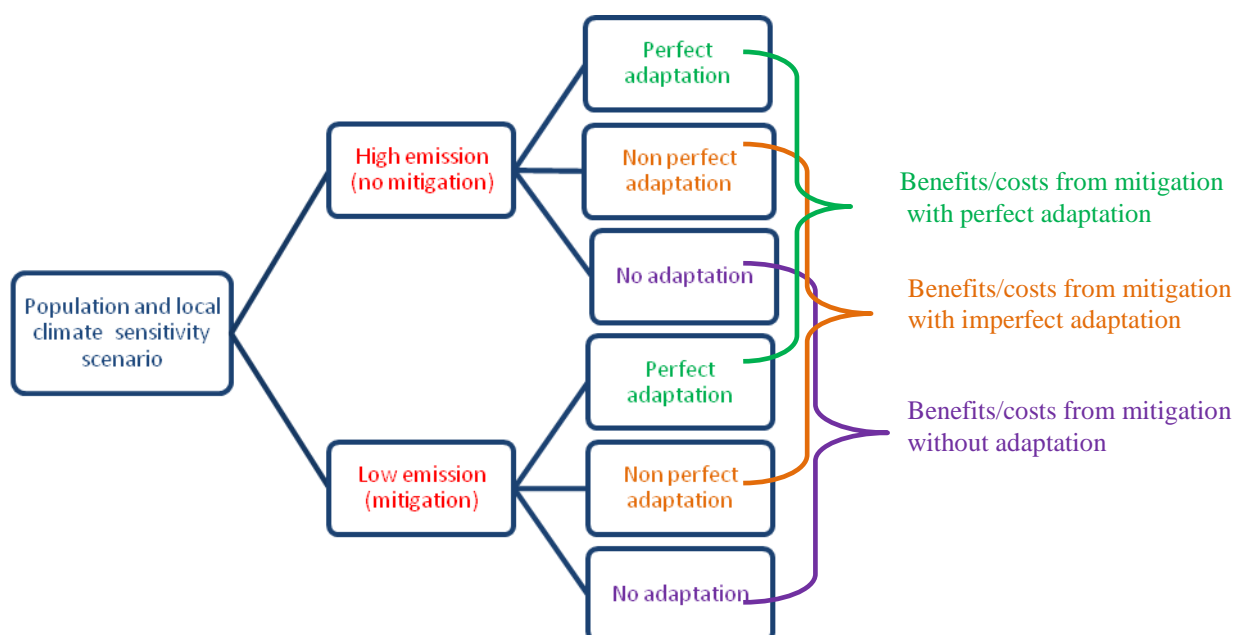 Population and local
climate sensitivity
scenario
High emission
(no mitigation)
Low emission
(mitigation)
Perfect
adaptation
Non perfect
adaptation
No adaptation
Perfect
adaptation
Non perfect
adaptation
No adaptation
Benefits/costs from mitigation
with perfect adaptation
Benefits/costs from mitigation
with imperfect adaptation
Benefits/costs from mitigation
without adaptation